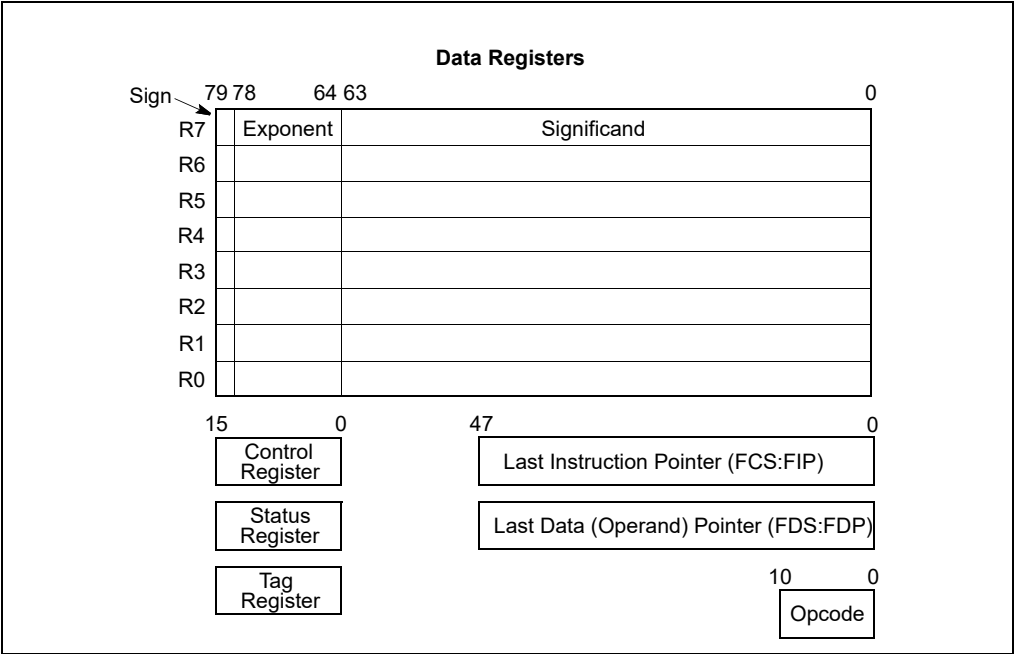 Data Registers
Sign
79 78 64 63 0
R7 Exponent Significand
R6
R5
R4
R3
R2
R1
R0
15 0 47 0
Control
Register
Last Instruction Pointer (FCS:FIP)
Status
Register
Last Data (Operand) Pointer (FDS:FDP)
Tag
Register
10 0
Opcode